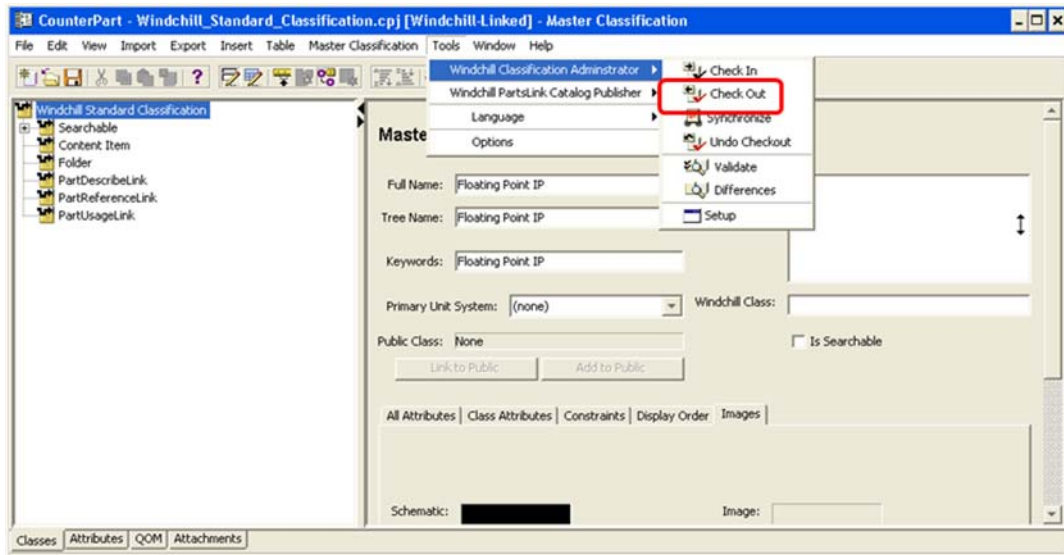 CounterPart - Windchill_Standard_Classification.cpj [Windchill-Linked] - Master Classification
File Edit View Import Export Insert Table Master Classification Tools Window Help
Windchill Classification Adminstrator
Windchill PartsLink Catalog Publisher
Language
Options
Check In
Check Out
Synchronize
Undo Checkout
Validate
Differences
Setup
Windchill Standard Classification
Searchable
Content Item
Folder
PartDescribeLink
PartReferenceLink
PartUsageLink
Maste
Full Name: Floating Point IP
Tree Name: Floating Point IP
Keywords: Floating Point IP
Primary Unit System: (none)
Windchill Class:
Public Class: None
Is Searchable
Link to Public Add to Public
All Attributes Class Attributes Constraints Display Order Images
Schematic: Image:
Classes Attributes QOM Attachments